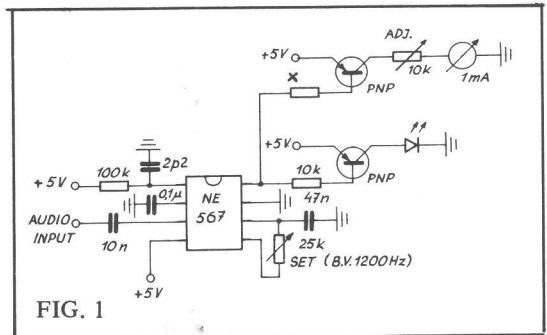 ADJ.
+5V
10k
1mA
x
PNP
+5V
2p2
100k
10k
+5V
NE
567
0,1µ
47n
PNP
AUDIO
INPUT
10n
25k
SET (B.V. 1200Hz)
+5V
FIG. 1